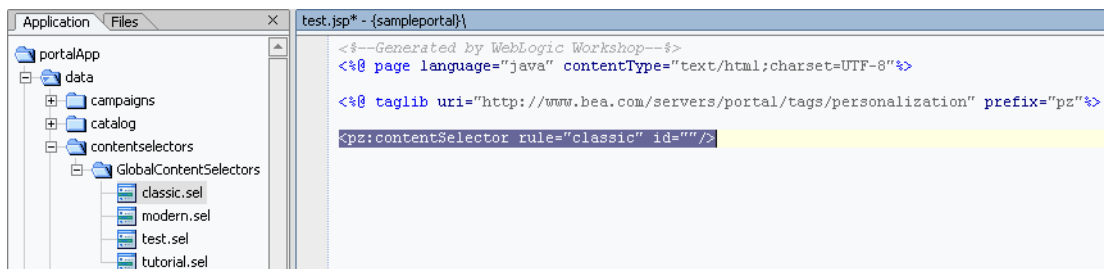 Application Files ×
portalApp
data
campaigns
catalog
contentselectors
GlobalContentSelectors
classic.sel
modern.sel
test.sel
tutorial.sel
test.jsp* - {sampleportal}\
<%--Generated by WebLogic Workshop--%>
<%@ page language="java" contentType="text/html;charset=UTF-8"%>
<%@ taglib uri="http://www.bea.com/servers/portal/tags/personalization" prefix="pz"%>
<pz:contentSelector rule="classic" id=""/>